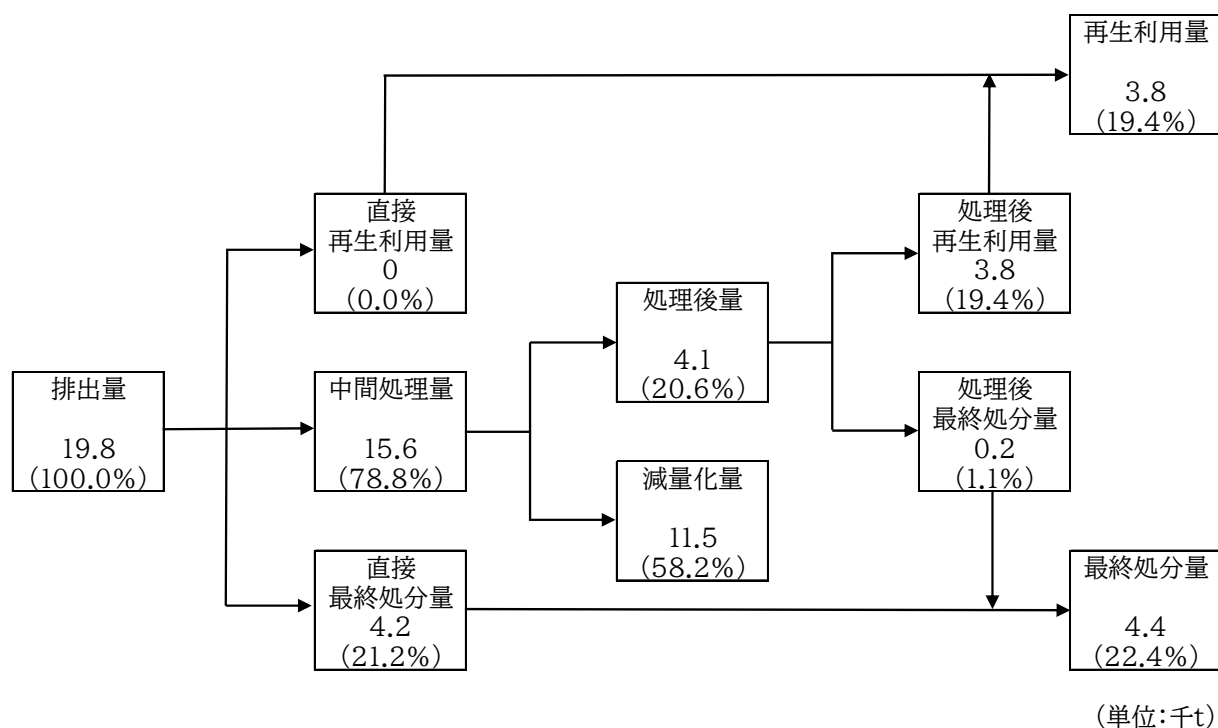 再生利用量
3.8
(19.4%)
直接
再生利用量
0
(0.0%)
処理後
再生利用量
3.8
(19.4%)
処理後量
4.1
(20.6%)
排出量
19.8
(100.0%)
中間処理量
15.6
(78.8%)
処理後
最終処分量
0.2
(1.1%)
減量化量
11.5
(58.2%)
直接
最終処分量
4.2
(21.2%)
最終処分量
4.4
(22.4%)
(単位:千t)